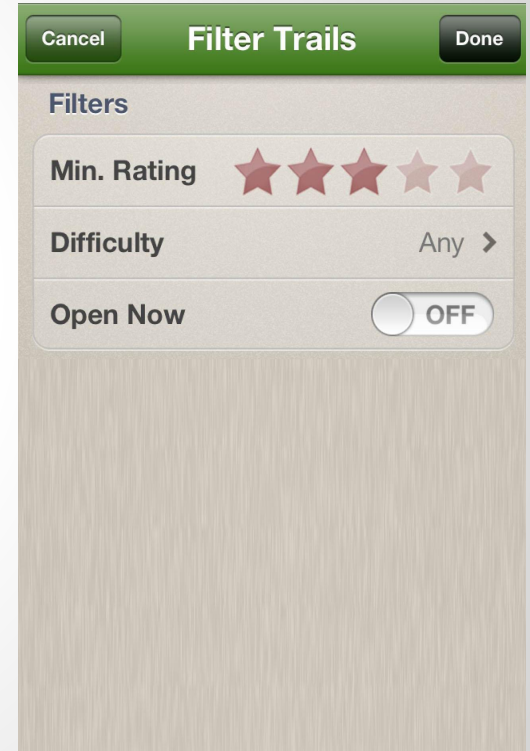 Cancel Filter Trails Done
Filters
Min. Rating
Difficulty Any
Open Now OFF